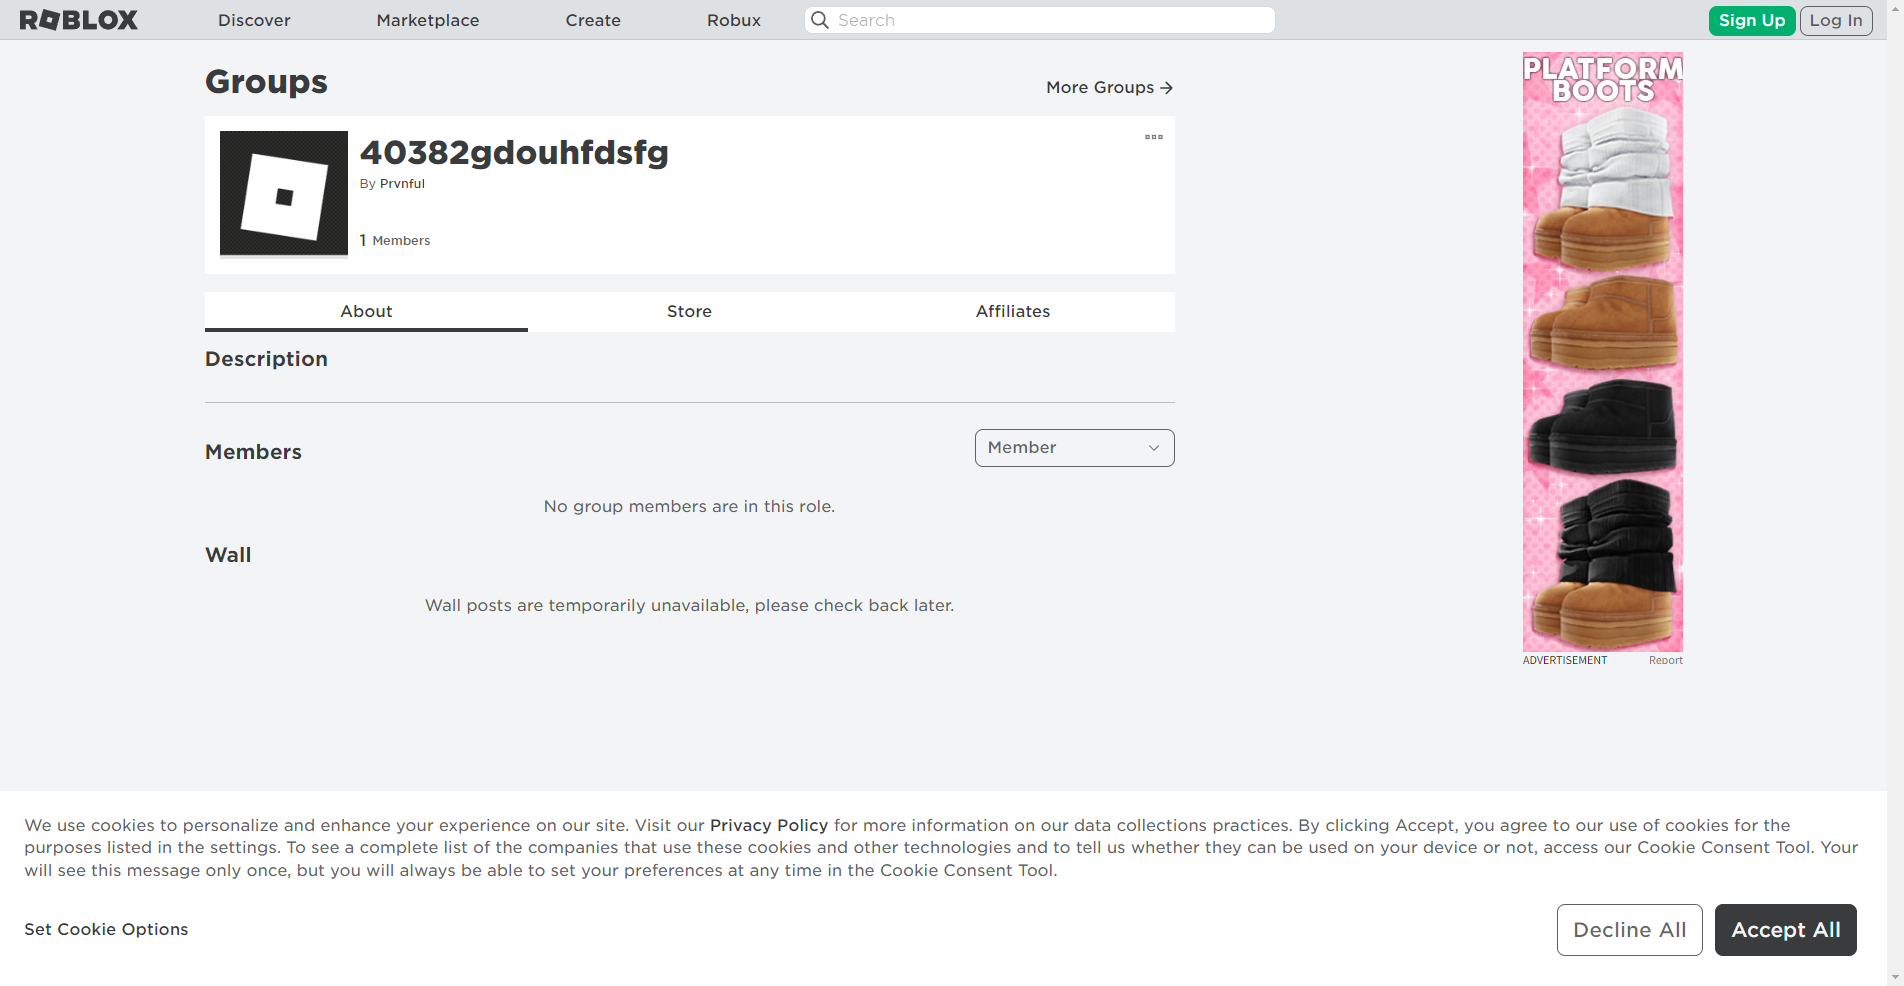 ROBLOX Discover Marketplace Create Robux Search Sign Up Log In
Groups
More Groups
40382gdouhfdsfg
By Prvnful
1 Members
About Store Affiliates
Description
Members
Member
No group members are in this role.
Wall
Wall posts are temporarily unavailable, please check back later.
PLATFORM
BOOTS
ADVERTISEMENT Report
We use cookies to personalize and enhance your experience on our site. Visit our Privacy Policy for more information on our data collections practices. By clicking Accept, you agree to our use of cookies for the
purposes listed in the settings. To see a complete list of the companies that use these cookies and other technologies and to tell us whether they can be used on your device or not, access our Cookie Consent Tool. Your
will see this message only once, but you will always be able to set your preferences at any time in the Cookie Consent Tool.
Set Cookie Options
Decline All
Accept All